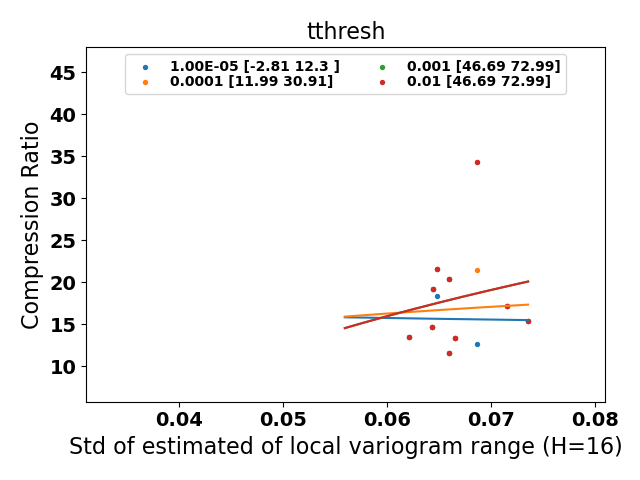 tthresh
1.00E-05 [-2.81 12.3 ]
0.0001 [11.99 30.91]
0.001 [46.69 72.99]
0.01 [46.69 72.99]
Compression Ratio
45
40
35
30
25
20
15
10
0.04 0.05 0.06 0.07 0.08
Std of estimated of local variogram range (H=16)